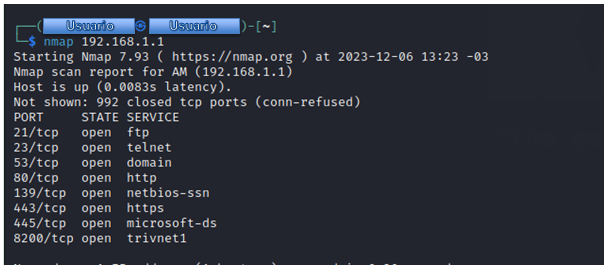 ┌──(Usuario㉿Usuario)-[~]
└─$ nmap 192.168.1.1
Starting Nmap 7.93 ( https://nmap.org ) at 2023-12-06 13:23 -03
Nmap scan report for AM (192.168.1.1)
Host is up (0.0083s latency).
Not shown: 992 closed tcp ports (conn-refused)
PORT     STATE SERVICE
21/tcp   open  ftp
23/tcp   open  telnet
53/tcp   open  domain
80/tcp   open  http
139/tcp  open  netbios-ssn
443/tcp  open  https
445/tcp  open  microsoft-ds
8200/tcp open  trivnet1